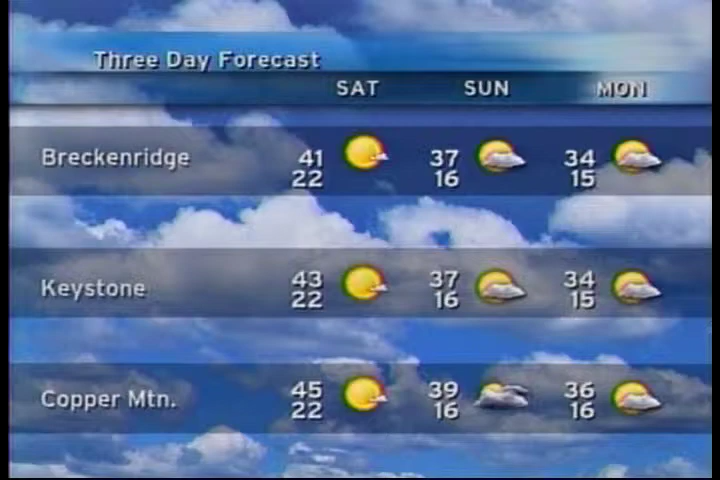 Three Day Forecast
SAT SUN MON
Breckenridge 41 37 34
22 16 15
Keystone 43 37 34
22 16 15
Copper Mtn. 45 39 36
22 16 16